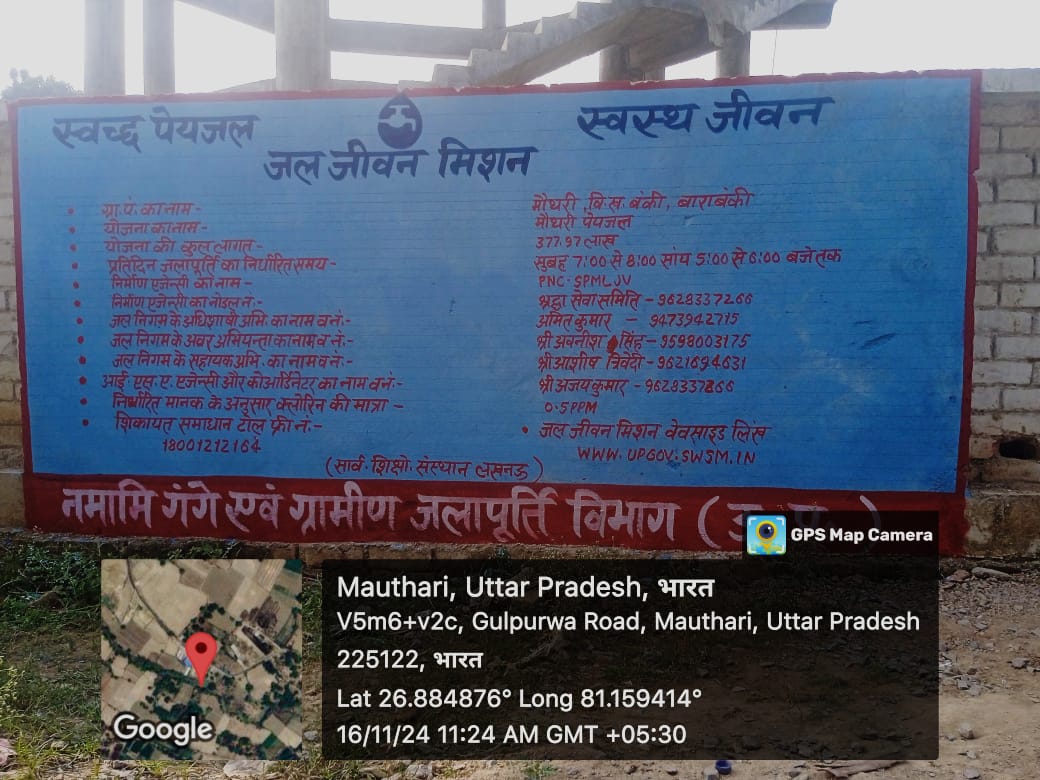 स्वच्छ पेयजल स्वस्थ जीवन
जल जीवन मिशन
• ग्रा.पं. का नाम- मौथरी वि.ख. बंकी, बाराबंकी
• योजना का नाम- मौथरी पेयजल
• योजना की कुल लागत- 377.97 लाख
• प्रतिदिन जलापूर्ति का निर्धारित समय- सुबह 7:00 से 8:00 सांय 5:00 से 6:00 बजे तक
• निर्माण एजेन्सी का नाम- PNC-SPML JV
• निर्माण एजेन्सी का नोडल नं:- श्रद्धा सेवा समिति - 9628337266
• जल निगम के अधिशाषी अभि. का नाम व नं:- अमित कुमार - 9473942715
• जल निगम के अवर अभियन्ता का नाम व नं:- श्री अवनीश सिंह - 9598003175
• जल निगम के सहायक अभि. का नाम व नं:- श्री आशीष त्रिवेदी - 9621694631
• आई. एस. ए. एजेन्सी और कोआर्डिनेटर का नाम व नं:- श्री अजय कुमार - 9628337266
• निर्धारित मानक के अनुसार क्लोरिन की मात्रा - 0.5 PPM
• शिकायत समाधान टोल फ्री नं:- • जल जीवन मिशन वेवसाइड लिंख
18001212164 WWW.UPGOV.SWSM.IN
(सार्व. शिक्षो. संस्थान लखनऊ)
नमामि गंगे एवं ग्रामीण जलापूर्ति विभाग (
GPS Map Camera
Mauthari, Uttar Pradesh, भारत
V5m6+v2c, Gulpurwa Road, Mauthari, Uttar Pradesh
225122, भारत
Lat 26.884876° Long 81.159414°
16/11/24 11:24 AM GMT +05:30
Google